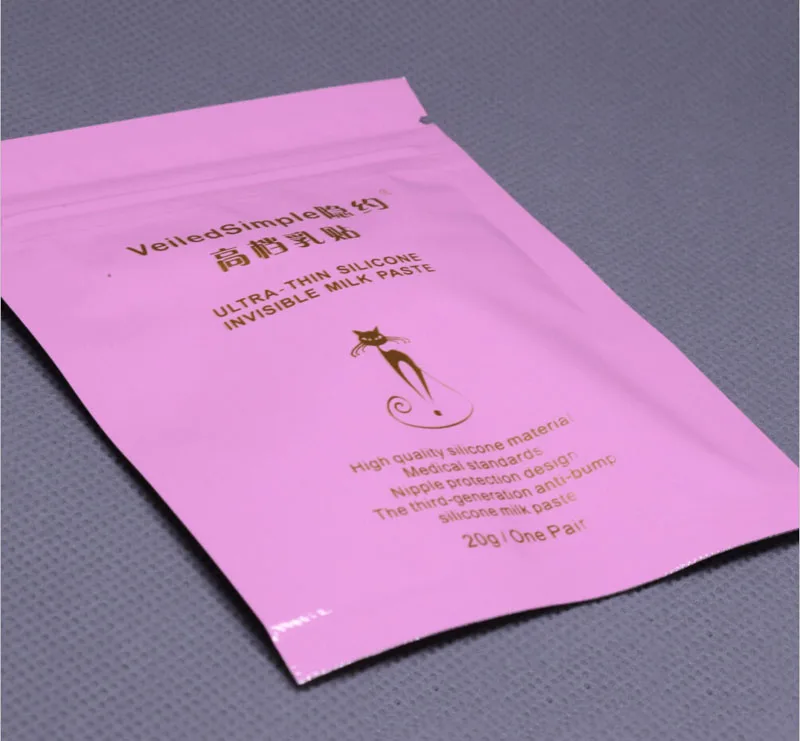 VeiledSimple隐约®
高档乳贴
ULTRA-THIN SILICONE
INVISIBLE MILK PASTE
High quality silicone material
Medical standards
Nipple protection design
The third-generation anti-bump
silicone milk paste
20g/One Pair